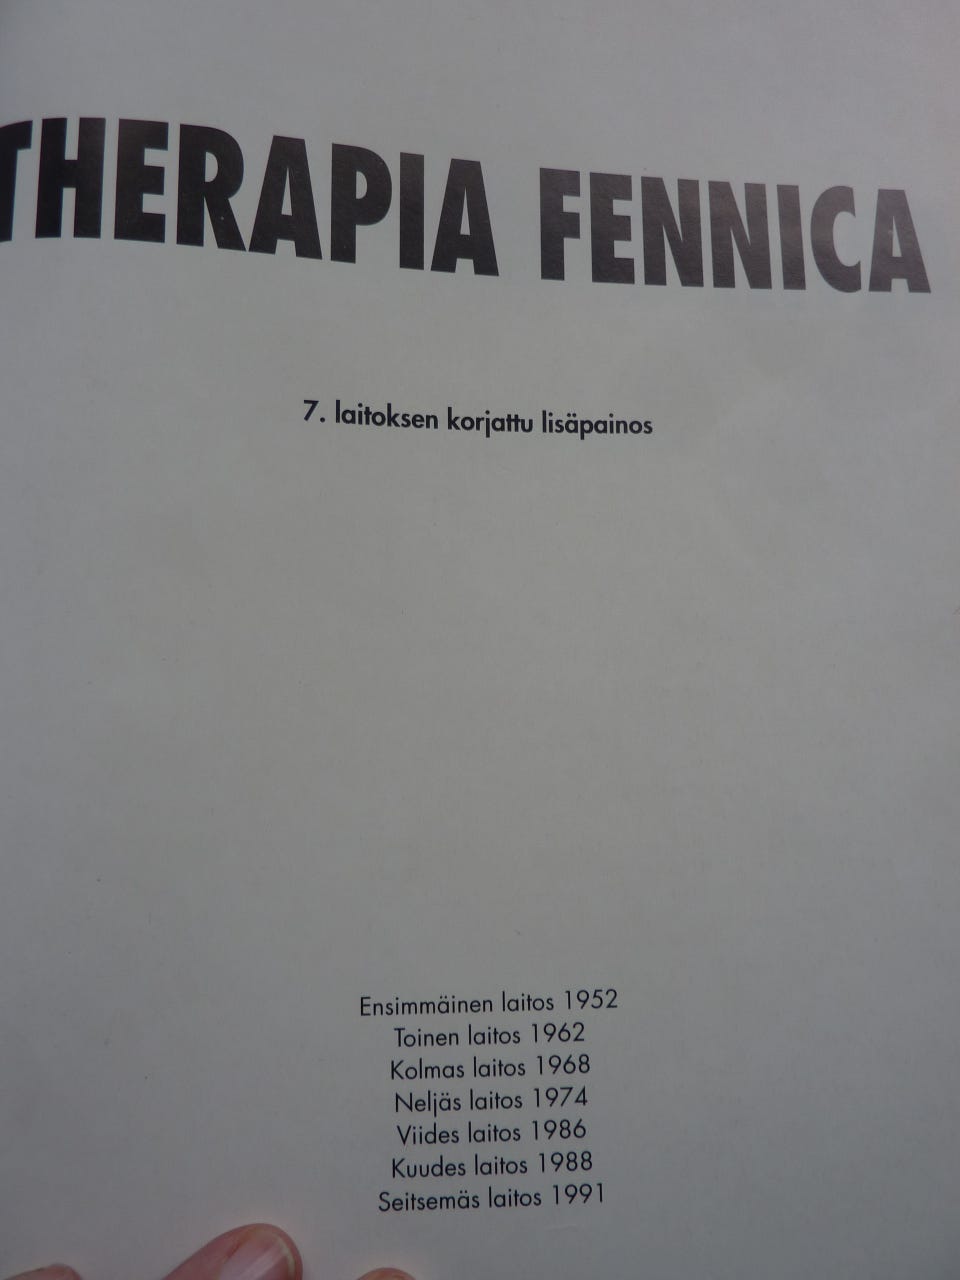 THERAPIA FENNICA
7. laitoksen korjattu lisäpainos
Ensimmäinen laitos 1952
Toinen laitos 1962
Kolmas laitos 1968
Neljäs laitos 1974
Viides laitos 1986
Kuudes laitos 1988
Seitsemäs laitos 1991